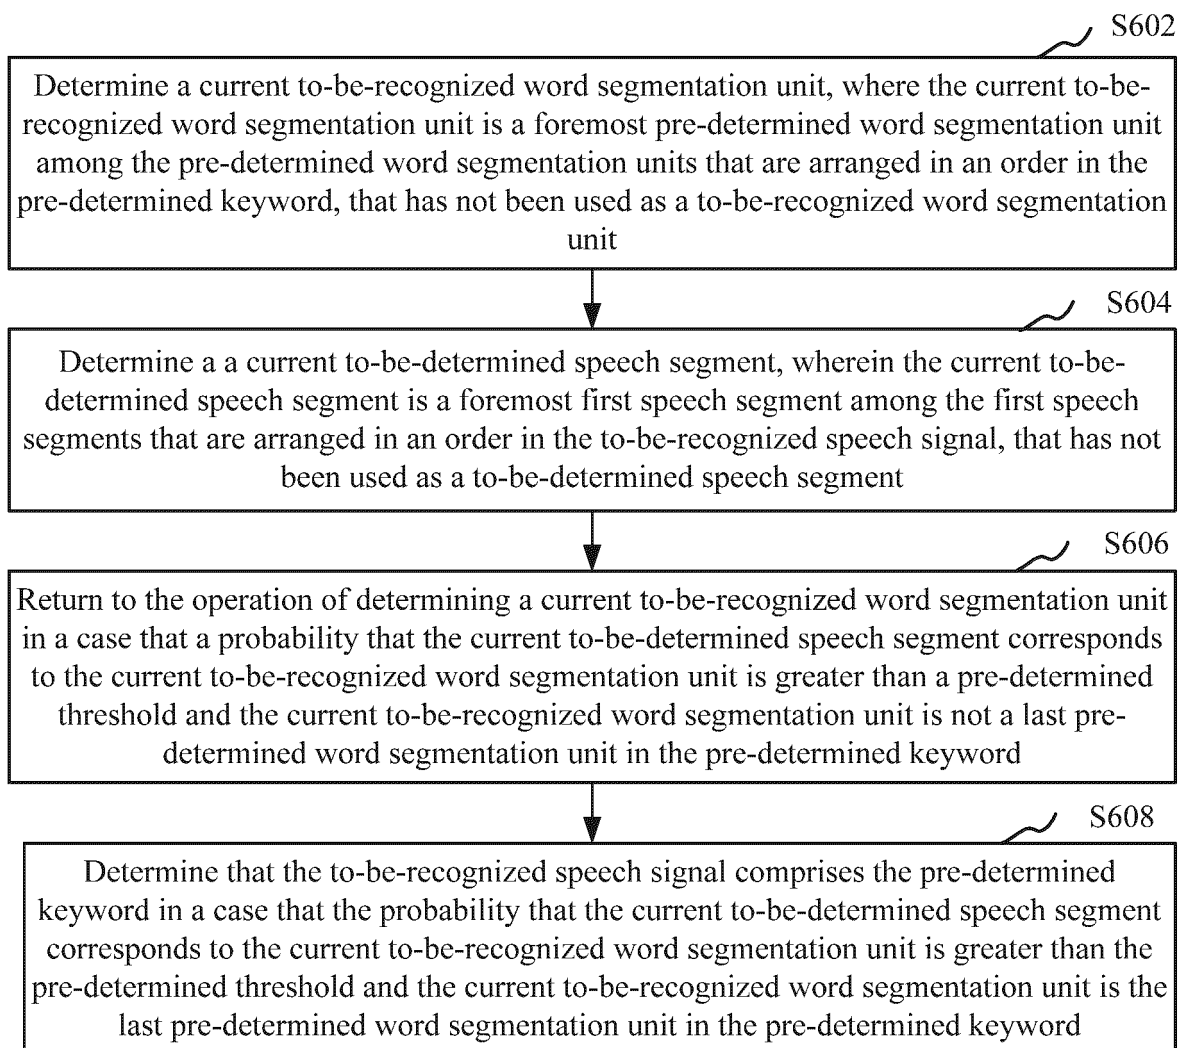 S602
Determine a current to-be-recognized word segmentation unit, where the current to-be-
recognized word segmentation unit is a foremost pre-determined word segmentation unit
among the pre-determined word segmentation units that are arranged in an order in the
pre-determined keyword, that has not been used as a to-be-recognized word segmentation
unit
S604
Determine a a current to-be-determined speech segment, wherein the current to-be-
determined speech segment is a foremost first speech segment among the first speech
segments that are arranged in an order in the to-be-recognized speech signal, that has not
been used as a to-be-determined speech segment
S606
Return to the operation of determining a current to-be-recognized word segmentation unit
in a case that a probability that the current to-be-determined speech segment corresponds
to the current to-be-recognized word segmentation unit is greater than a pre-determined
threshold and the current to-be-recognized word segmentation unit is not a last pre-
determined word segmentation unit in the pre-determined keyword
S608
Determine that the to-be-recognized speech signal comprises the pre-determined
keyword in a case that the probability that the current to-be-determined speech segment
corresponds to the current to-be-recognized word segmentation unit is greater than the
pre-determined threshold and the current to-be-recognized word segmentation unit is the
last pre-determined word segmentation unit in the pre-determined keyword